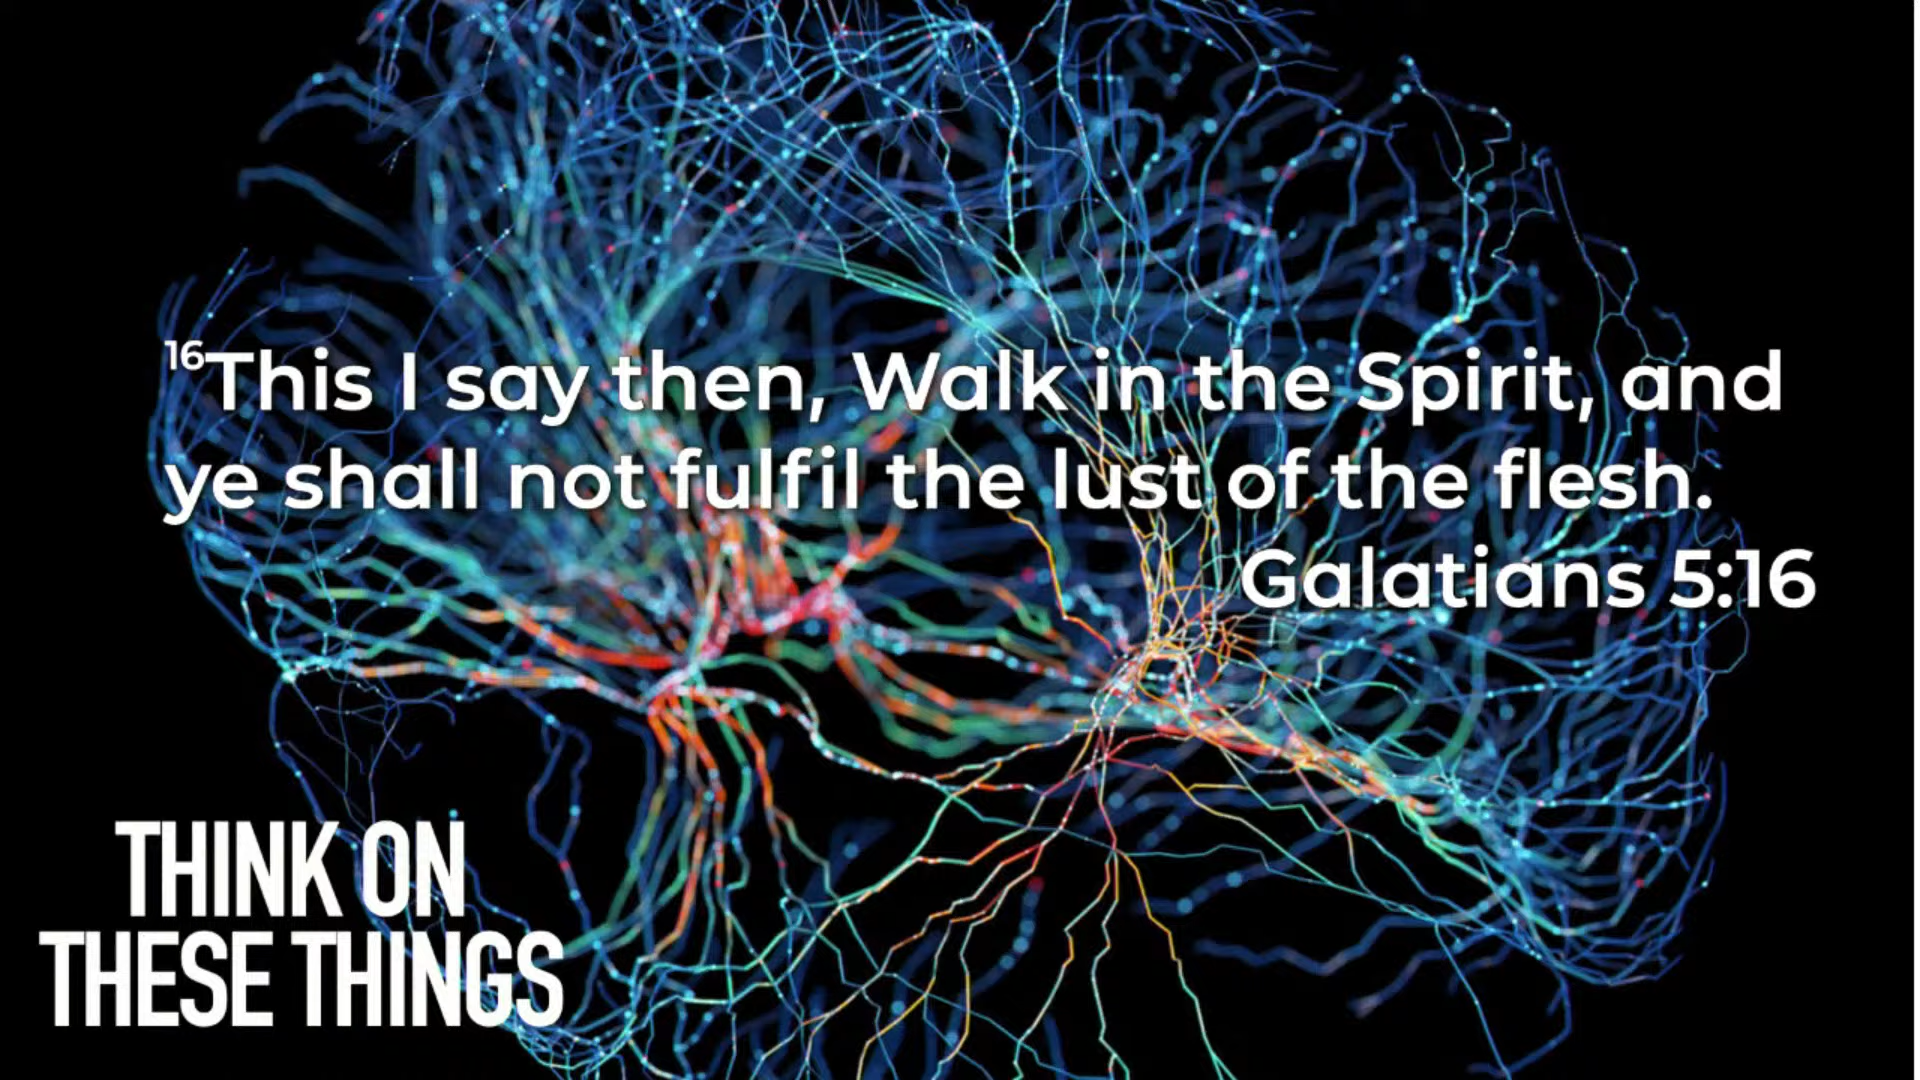 16This I say then, Walk in the Spirit, and
ye shall not fulfil the lust of the flesh.
Galatians 5:16
THINK ON
THESE THINGS